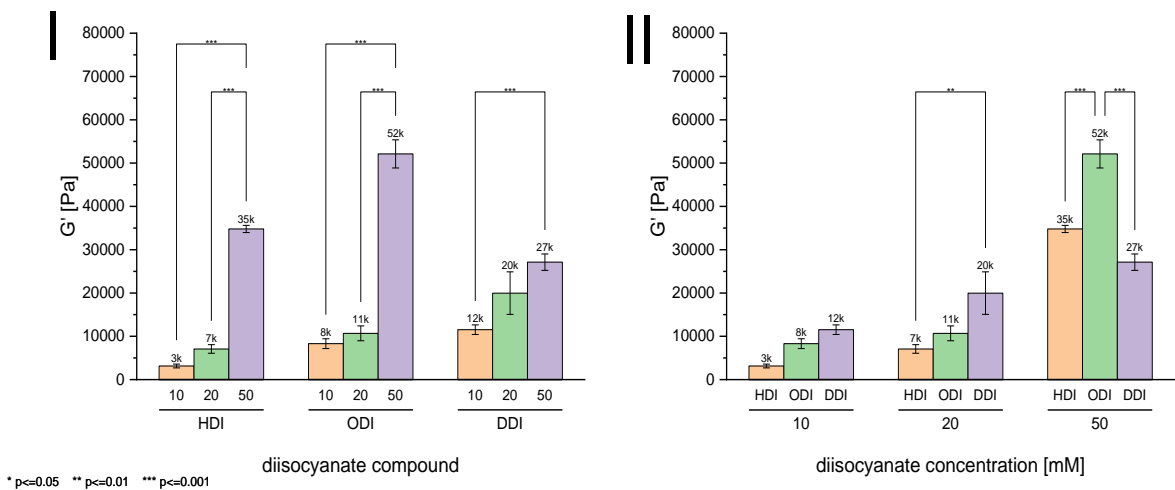 I
G' [Pa]
80000
70000
60000
50000
40000
30000
20000
10000
0
***
***
***
***
***
3k
7k
35k
8k
11k
52k
12k
20k
27k
10 20 50 10 20 50 10 20 50
HDI ODI DDI
diisocyanate compound
* p<=0.05 ** p<=0.01 *** p<=0.001
II
G' [Pa]
80000
70000
60000
50000
40000
30000
20000
10000
0
**
***
***
3k
8k
12k
7k
11k
20k
35k
52k
27k
HDI ODI DDI HDI ODI DDI HDI ODI DDI
10 20 50
diisocyanate concentration [mM]